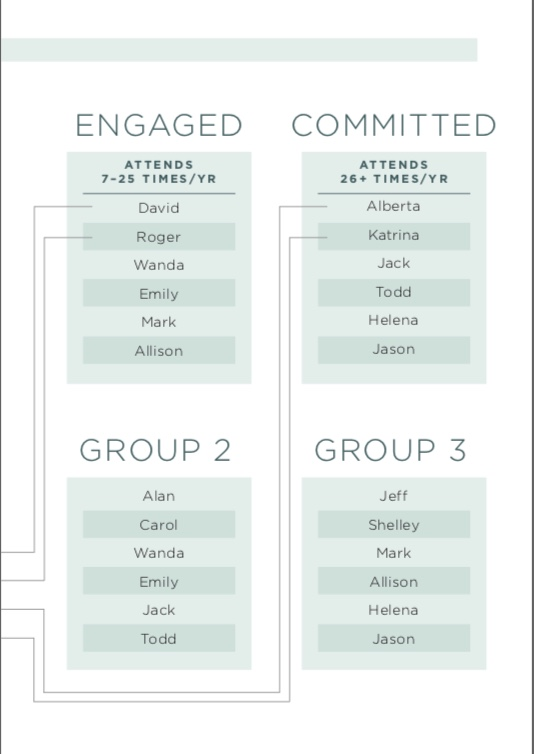 ENGAGED
ATTENDS
7–25 TIMES/YR
David
Roger
Wanda
Emily
Mark
Allison
COMMITTED
ATTENDS
26+ TIMES/YR
Alberta
Katrina
Jack
Todd
Helena
Jason
GROUP 2
Alan
Carol
Wanda
Emily
Jack
Todd
GROUP 3
Jeff
Shelley
Mark
Allison
Helena
Jason